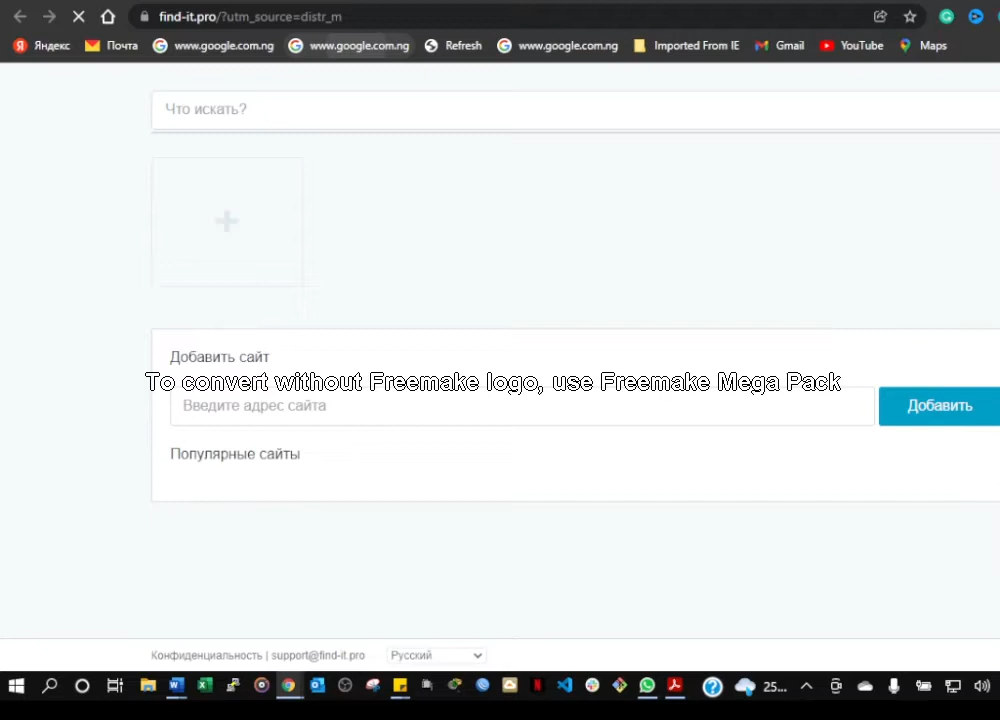 find-it.pro/?utm_source=distr_m
Яндекс Почта www.google.com.ng www.google.com.ng Refresh www.google.com.ng Imported From IE Gmail YouTube Maps
Что искать?
Добавить сайт
To convert without Freemake logo, use Freemake Mega Pack
Введите адрес сайта Добавить
Популярные сайты
Конфиденциальность | support@find-it.pro Русский
25...